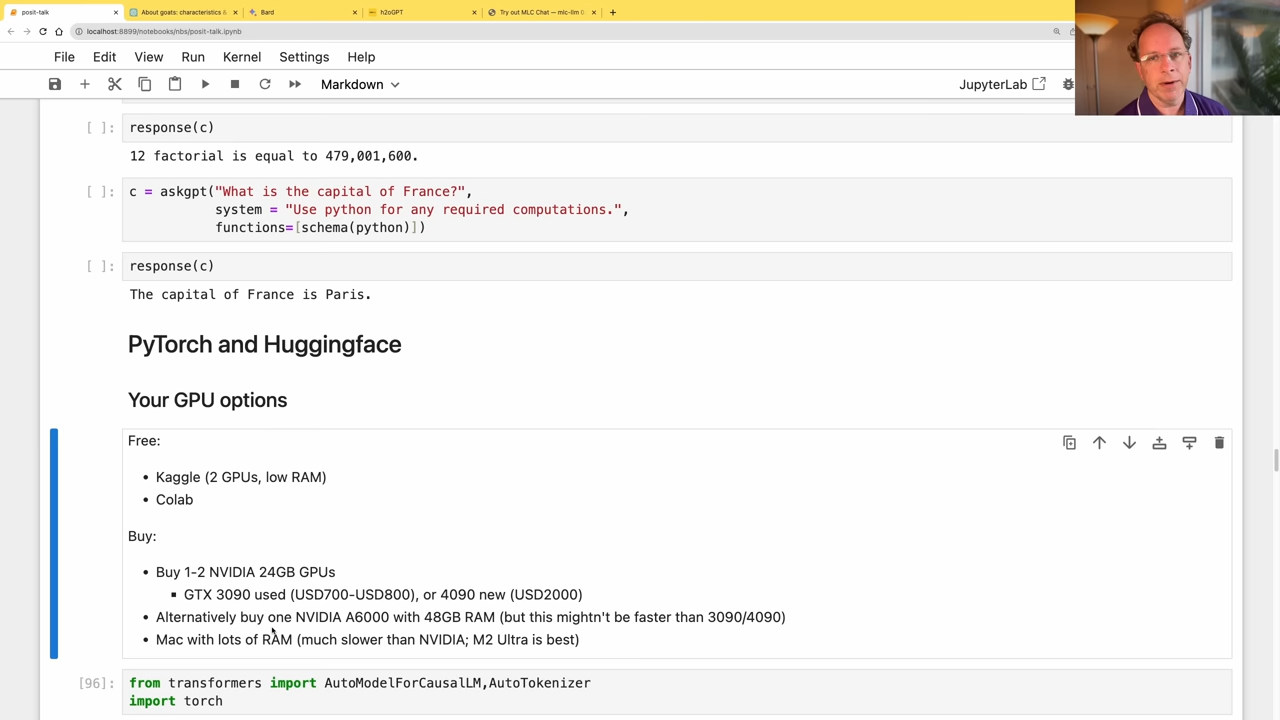 posit-talk
About goats: characteristics &
Bard
h2oGPT
Try out MLC Chat — mlc-llm 0.
localhost:8899/notebooks/nbs/posit-talk.ipynb
File Edit View Run Kernel Settings Help
Markdown
JupyterLab
[ ]: response(c)
12 factorial is equal to 479,001,600.
[ ]: c = askgpt("What is the capital of France?",
system = "Use python for any required computations.",
functions=[schema(python)])
[ ]: response(c)
The capital of France is Paris.
PyTorch and Huggingface
Your GPU options
Free:
• Kaggle (2 GPUs, low RAM)
• Colab
Buy:
• Buy 1-2 NVIDIA 24GB GPUs
▪ GTX 3090 used (USD700-USD800), or 4090 new (USD2000)
• Alternatively buy one NVIDIA A6000 with 48GB RAM (but this mightn't be faster than 3090/4090)
• Mac with lots of RAM (much slower than NVIDIA; M2 Ultra is best)
[96]: from transformers import AutoModelForCausalLM,AutoTokenizer
import torch